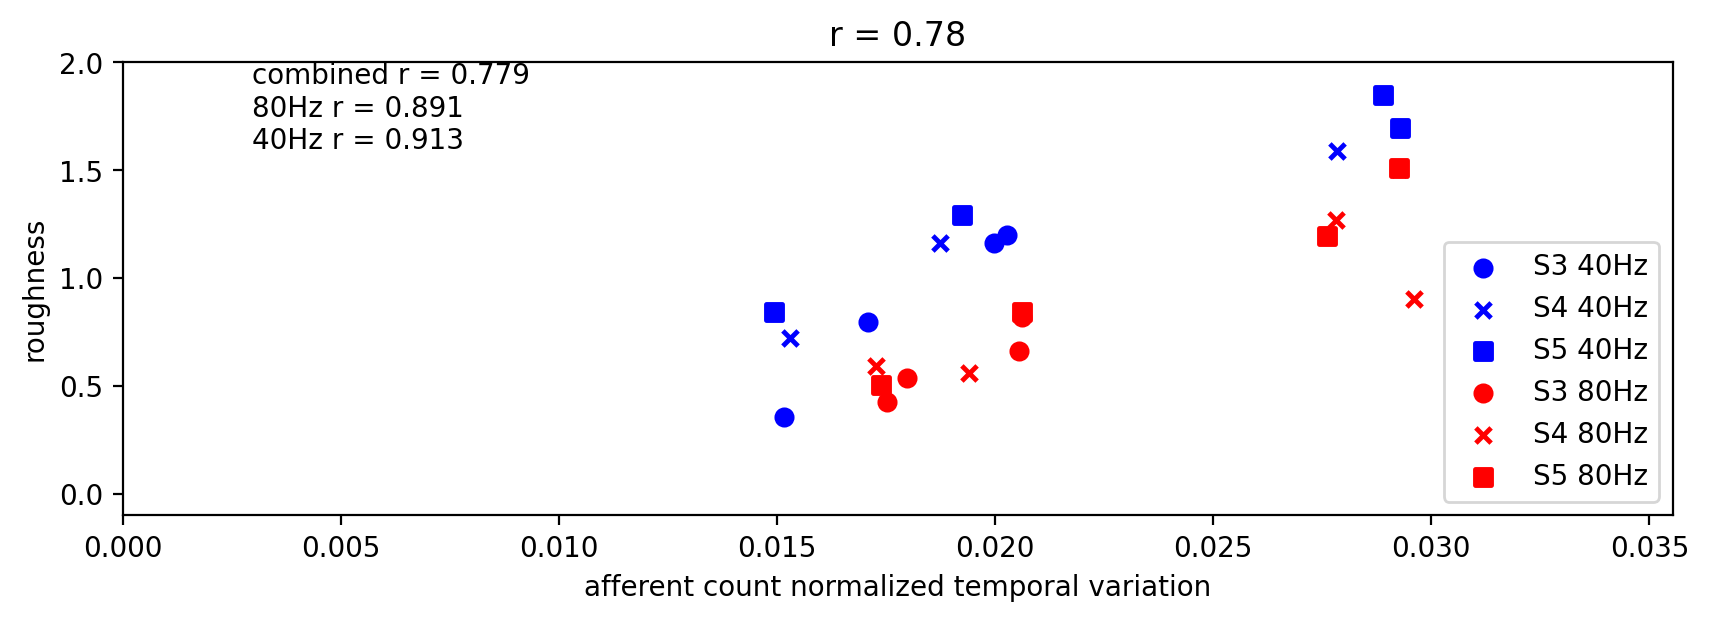 r = 0.78
combined r = 0.779
80Hz r = 0.891
40Hz r = 0.913
2.0
1.5
1.0
0.5
0.0
roughness
S3 40Hz
S4 40Hz
S5 40Hz
S3 80Hz
S4 80Hz
S5 80Hz
0.000 0.005 0.010 0.015 0.020 0.025 0.030 0.035
afferent count normalized temporal variation